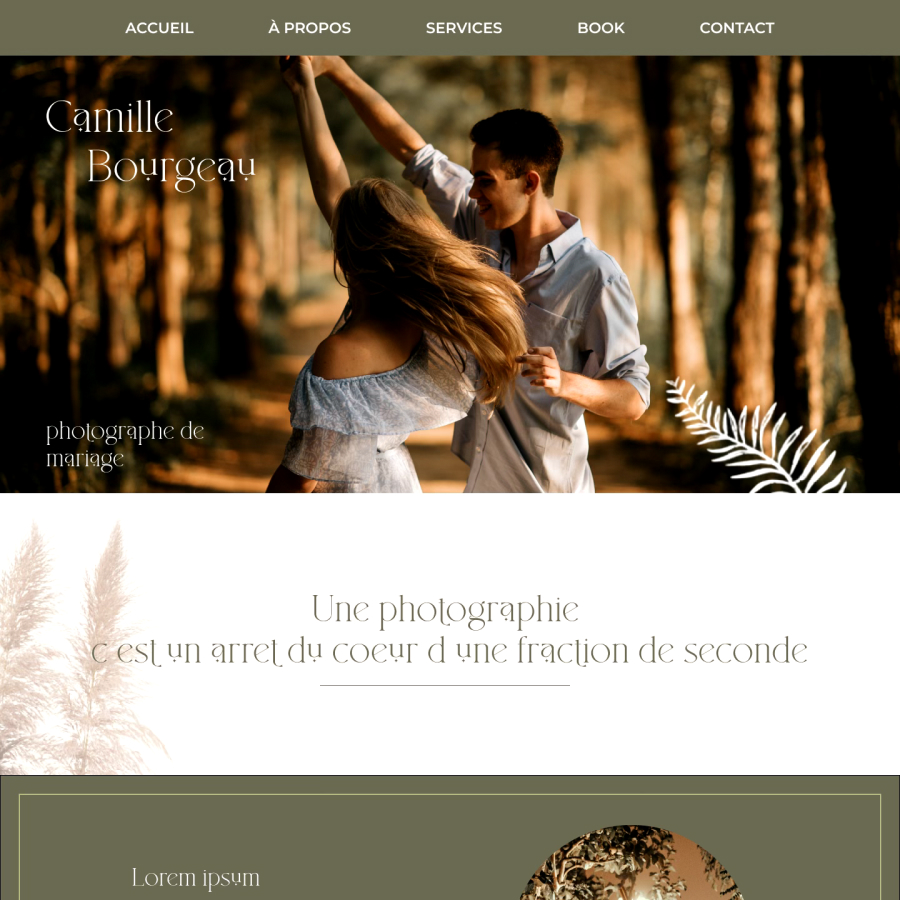 ACCUEIL À PROPOS SERVICES BOOK CONTACT
Camille
Bourgeau
photographe de
mariage
Une photographie
c est un arret du coeur d une fraction de seconde
Lorem ipsum